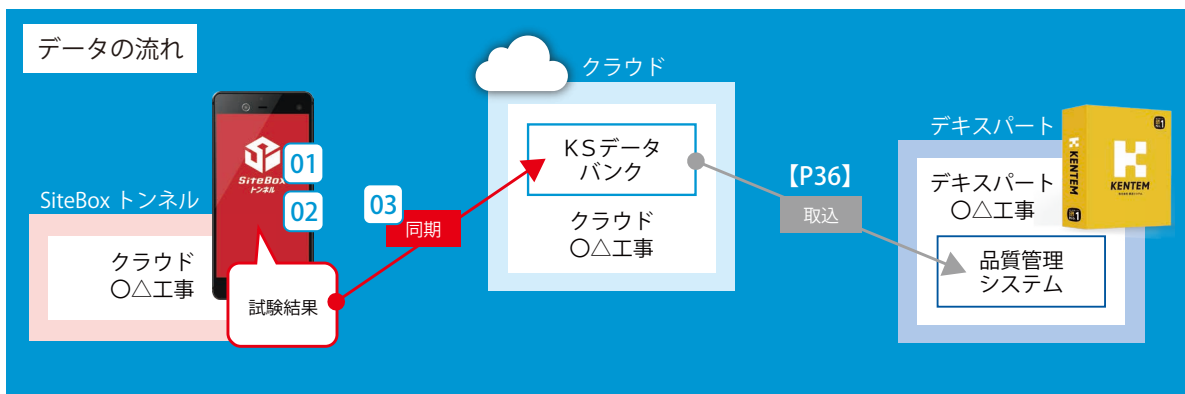 データの流れ
クラウド
デキスパート
SiteBox
トンネル
01
02
SiteBox トンネル
クラウド
〇△工事
試験結果
03
同期
KSデータ
バンク
クラウド
〇△工事
【P36】
取込
KENTEM
KENTEM
デキスパート
〇△工事
品質管理
システム